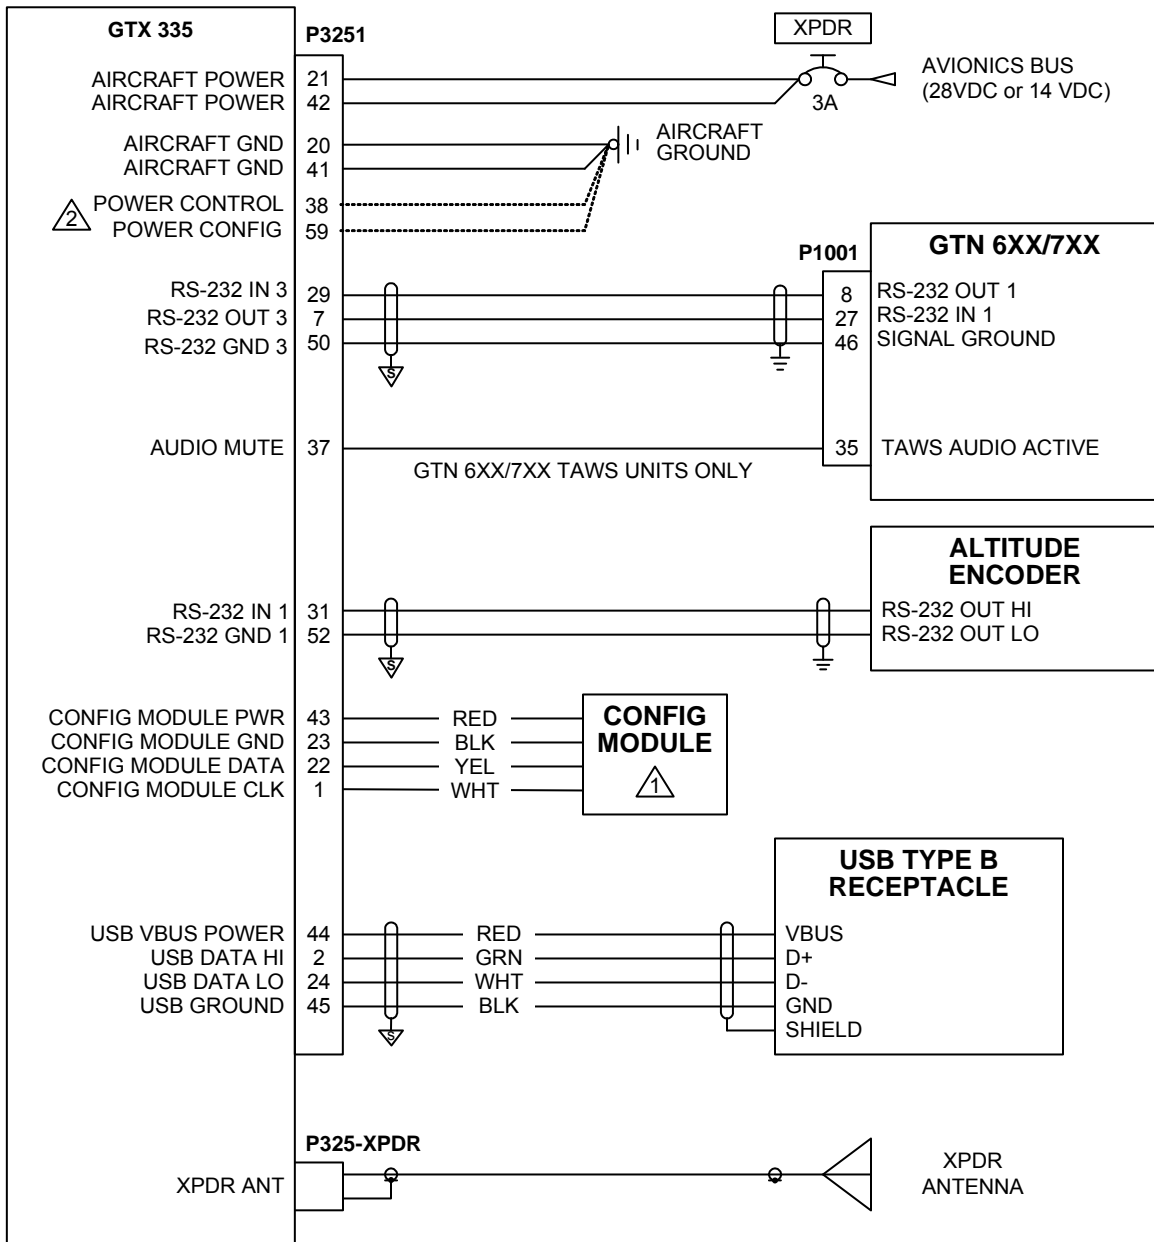 GTX 335
P3251
XPDR
AIRCRAFT POWER 21
AIRCRAFT POWER 42
3A
AVIONICS BUS
(28VDC or 14 VDC)
AIRCRAFT GND 20
AIRCRAFT GND 41
AIRCRAFT
GROUND
2
POWER CONTROL 38
POWER CONFIG 59
P1001
GTN 6XX/7XX
RS-232 IN 3 29
8 RS-232 OUT 1
RS-232 OUT 3 7
27 RS-232 IN 1
RS-232 GND 3 50
46 SIGNAL GROUND
S
AUDIO MUTE 37
35 TAWS AUDIO ACTIVE
GTN 6XX/7XX TAWS UNITS ONLY
ALTITUDE
ENCODER
RS-232 IN 1 31
RS-232 OUT HI
RS-232 GND 1 52
RS-232 OUT LO
S
CONFIG MODULE PWR 43 RED
CONFIG MODULE GND 23 BLK
CONFIG MODULE DATA 22 YEL
CONFIG MODULE CLK 1 WHT
CONFIG
MODULE
1
USB TYPE B
RECEPTACLE
USB VBUS POWER 44 RED VBUS
USB DATA HI 2 GRN D+
USB DATA LO 24 WHT D-
USB GROUND 45 BLK GND
S
SHIELD
P325-XPDR
XPDR ANT
XPDR
ANTENNA